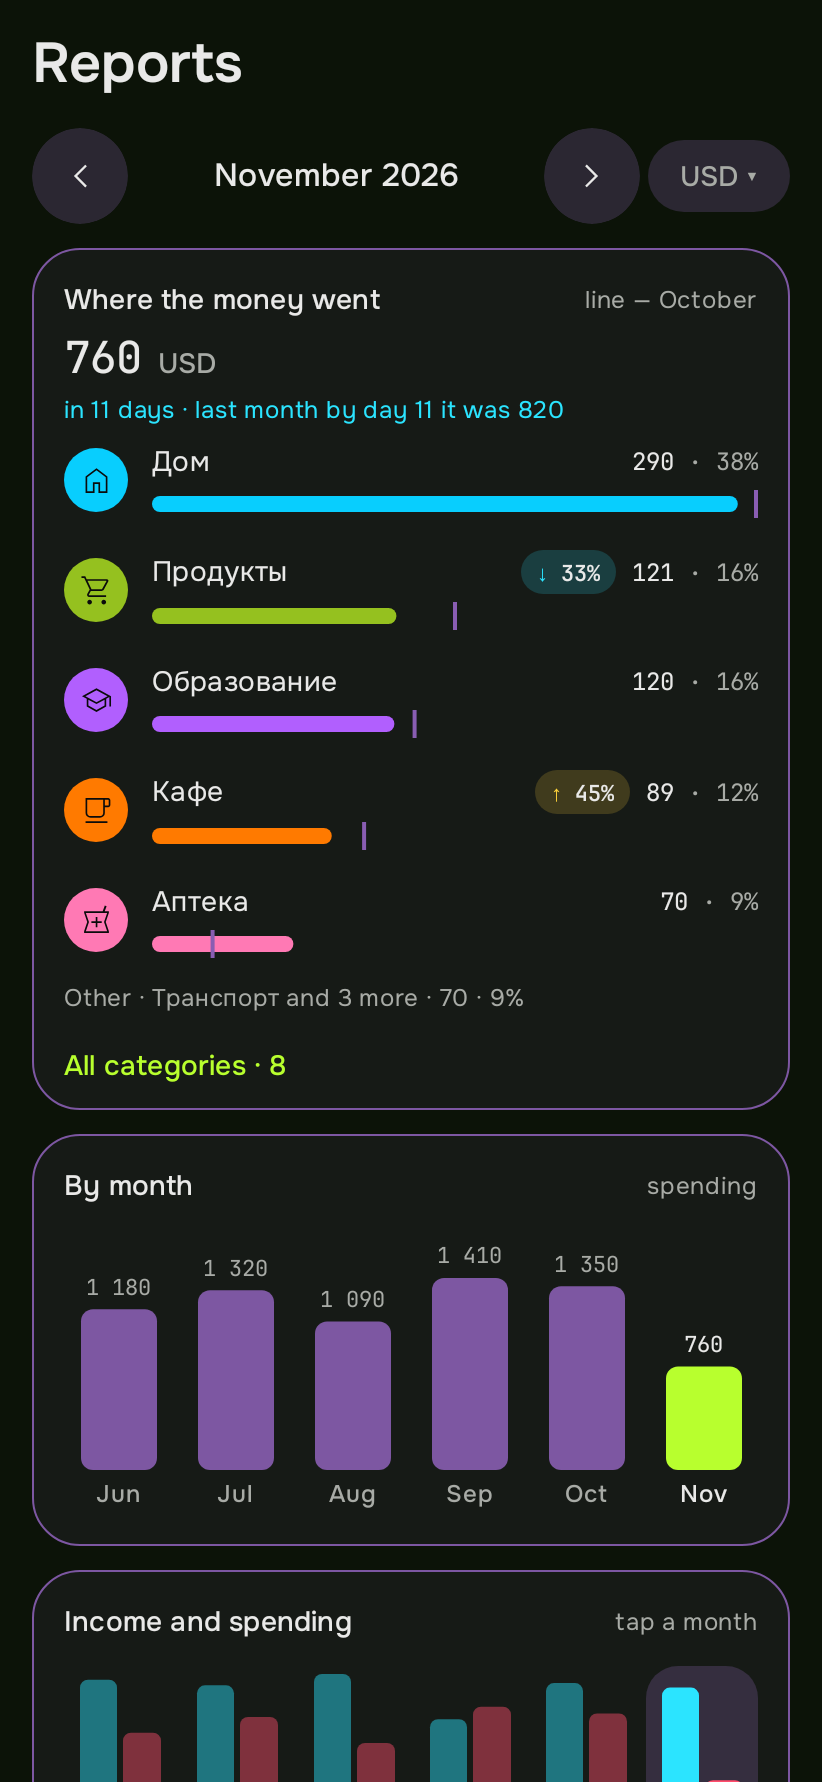 Reports
November 2026
USD ▾
Where the money went
line – October
760 USD
in 11 days · last month by day 11 it was 820
Дом
290 · 38%
Продукты
↓ 33% 121 · 16%
Образование
120 · 16%
Кафе
↑ 45% 89 · 12%
Аптека
70 · 9%
Other · Транспорт and 3 more · 70 · 9%
All categories · 8
By month
spending
1 180
1 320
1 090
1 410
1 350
760
Jun
Jul
Aug
Sep
Oct
Nov
Income and spending
tap a month